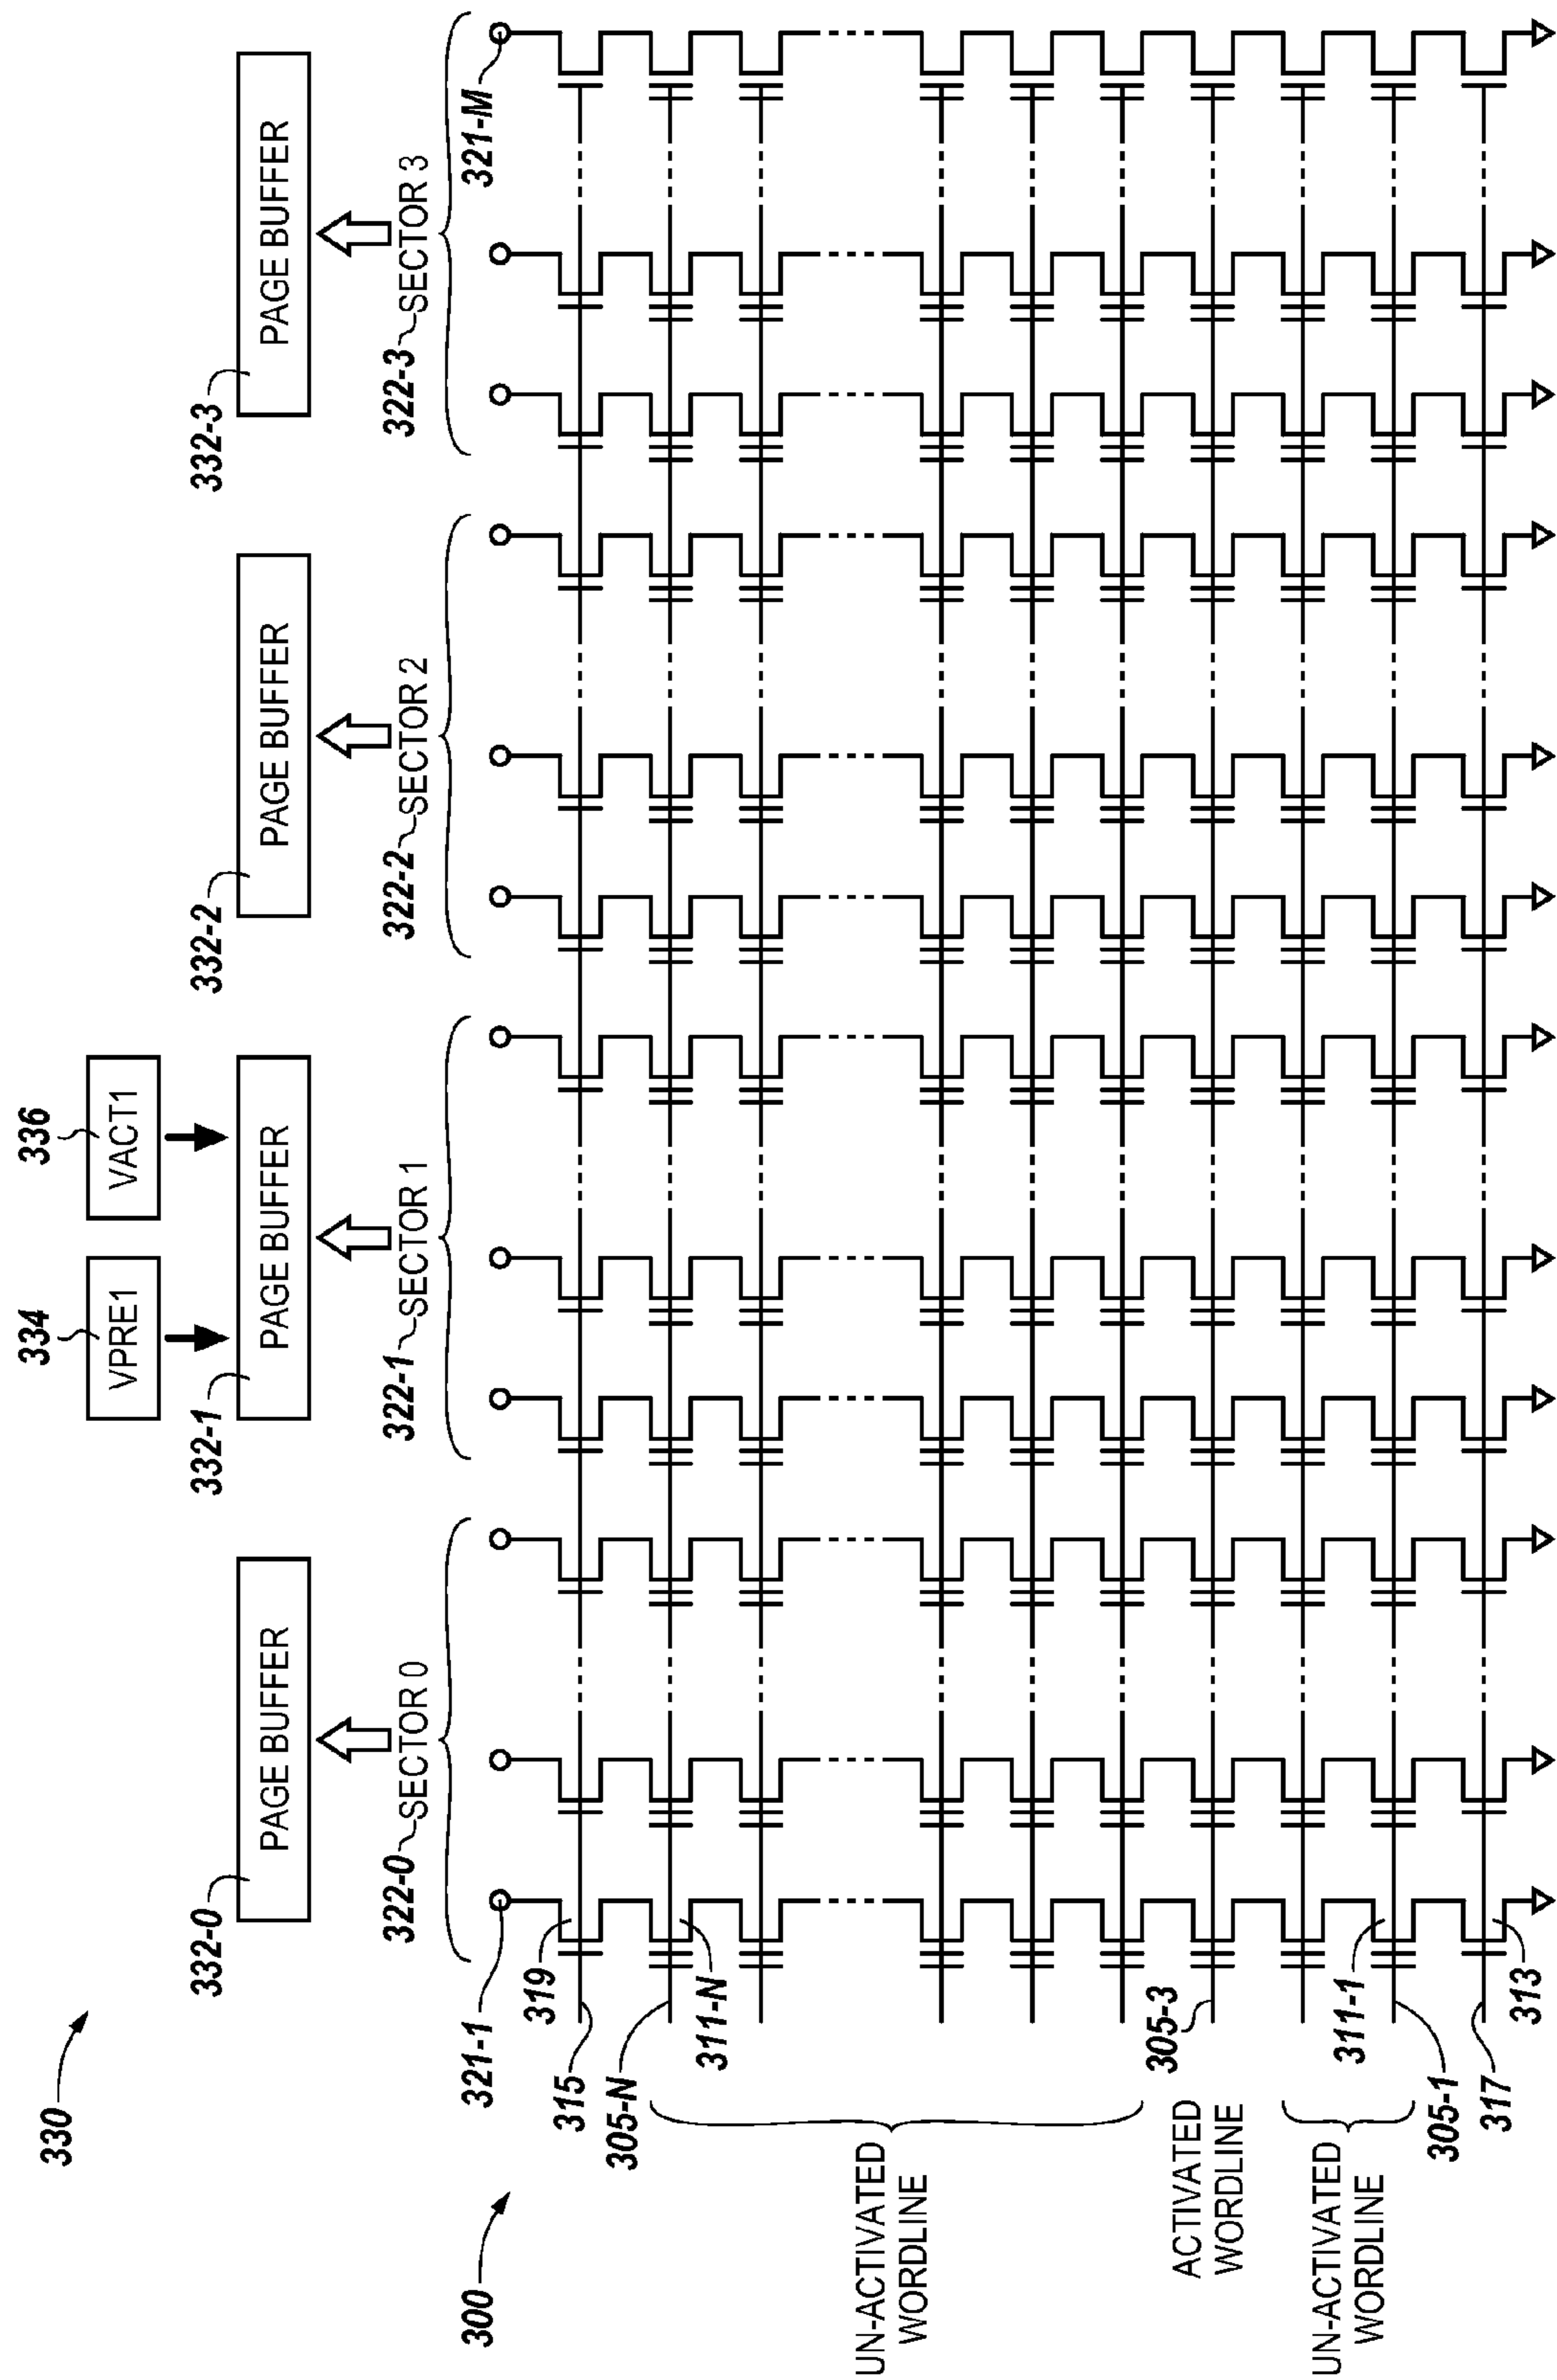 330
334
336
VPRE1
VACT1
332-0
332-1
332-2
332-3
PAGE BUFFER
PAGE BUFFER
PAGE BUFFER
PAGE BUFFER
322-0 SECTOR 0
322-1 SECTOR 1
322-2 SECTOR 2
322-3 SECTOR 3
300
321-1
321-M
319
315
305-N
311-N
UN-ACTIVATED
WORDLINE
305-3
ACTIVATED
WORDLINE
311-1
UN-ACTIVATED
WORDLINE
305-1
317
313